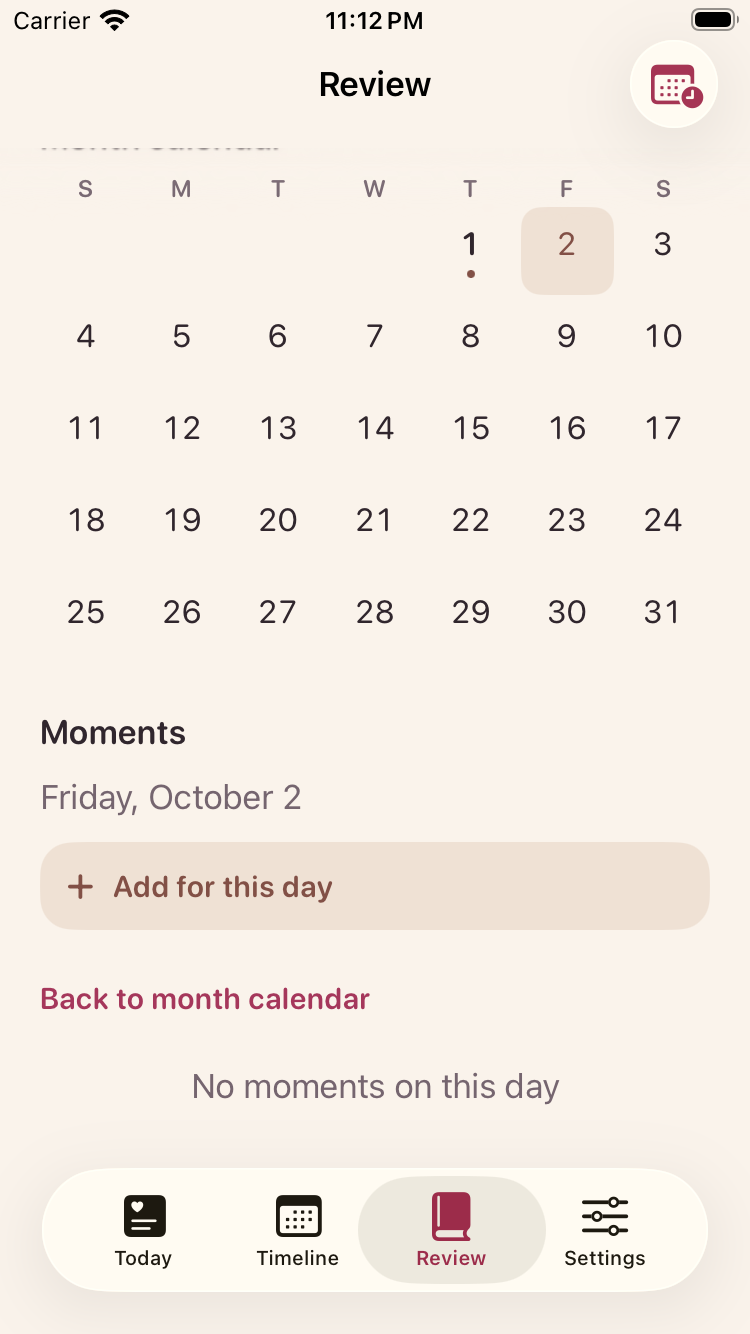 Carrier 11:12 PM
Review
S M T W T F S
1 2 3
4 5 6 7 8 9 10
11 12 13 14 15 16 17
18 19 20 21 22 23 24
25 26 27 28 29 30 31
Moments
Friday, October 2
+ Add for this day
Back to month calendar
No moments on this day
Today Timeline Review Settings